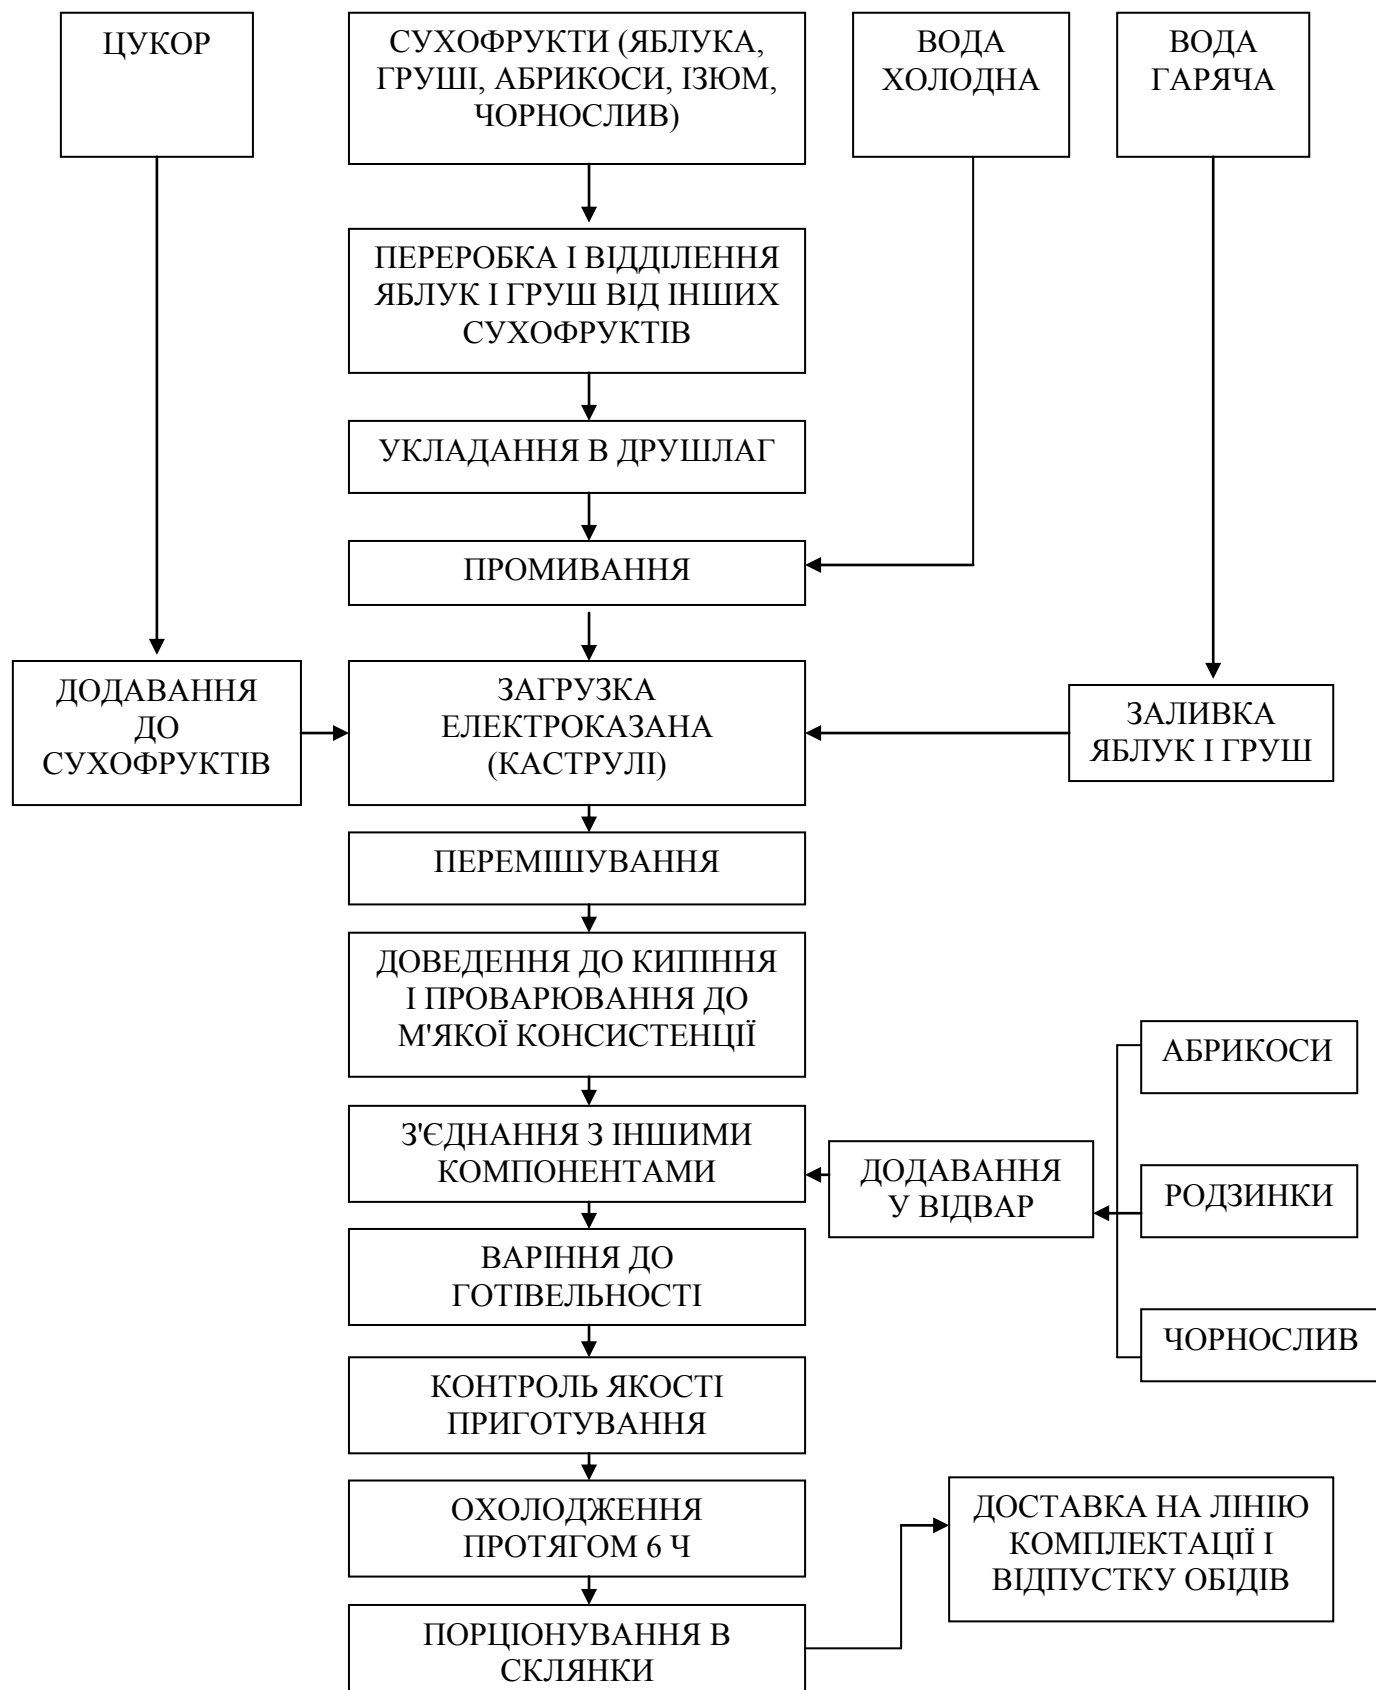 ЦУКОР
СУХОФРУКТИ (ЯБЛУКА,
ГРУШІ, АБРИКОСИ, ІЗЮМ,
ЧОРНОСЛИВ)
ВОДА
ХОЛОДНА
ВОДА
ГАРЯЧА
ПЕРЕРОБКА І ВІДДІЛЕННЯ
ЯБЛУК І ГРУШ ВІД ІНШИХ
СУХОФРУКТІВ
УКЛАДАННЯ В ДРУШЛАГ
ПРОМИВАННЯ
ДОДАВАННЯ
ДО
СУХОФРУКТІВ
ЗАГРУЗКА
ЕЛЕКТРОКАЗАНА
(КАСТРУЛІ)
ЗАЛИВКА
ЯБЛУК І ГРУШ
ПЕРЕМІШУВАННЯ
ДОВЕДЕННЯ ДО КИПІННЯ
І ПРОВАРЮВАННЯ ДО
М'ЯКОЇ КОНСИСТЕНЦІЇ
АБРИКОСИ
З'ЄДНАННЯ З ІНШИМИ
КОМПОНЕНТАМИ
ДОДАВАННЯ
У ВІДВАР
РОДЗИНКИ
ВАРІННЯ ДО
ГОТІВЕЛЬНОСТІ
ЧОРНОСЛИВ
КОНТРОЛЬ ЯКОСТІ
ПРИГОТУВАННЯ
ОХОЛОДЖЕННЯ
ПРОТЯГОМ 6 Ч
ДОСТАВКА НА ЛІНІЮ
КОМПЛЕКТАЦІЇ І
ВІДПУСТКУ ОБІДІВ
ПОРЦІОНУВАННЯ В
СКЛЯНКИ